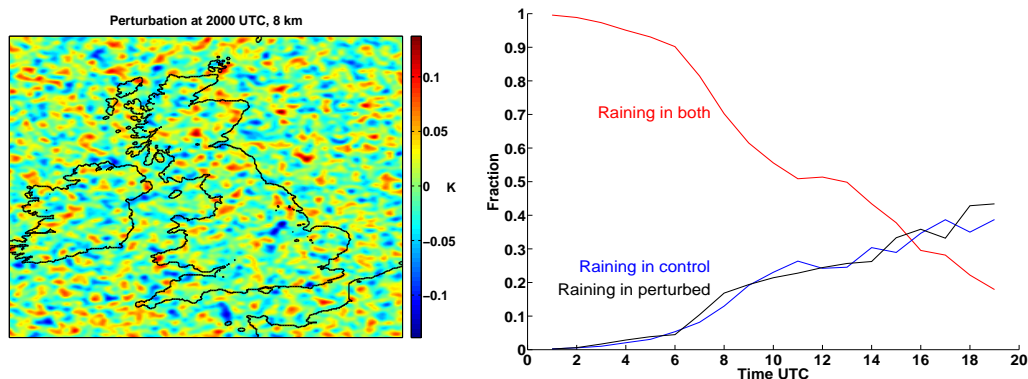 Perturbation at 2000 UTC, 8 km
0.1
0.05
0
K
−0.05
−0.1
1
0.9
0.8
0.7
0.6
0.5
0.4
0.3
0.2
0.1
0
Fraction
Raining in both
Raining in control
Raining in perturbed
0 2 4 6 8 10 12 14 16 18 20
Time UTC